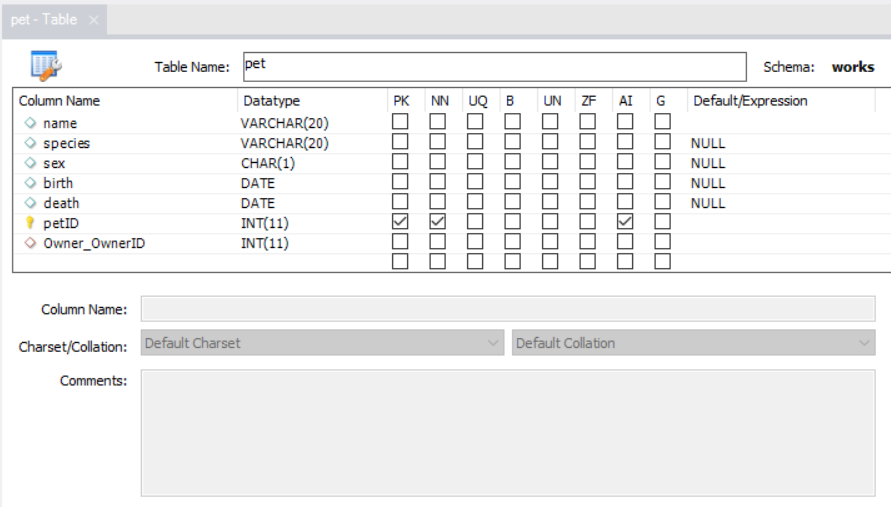 pet - Table ×
Table Name: pet Schema: works
Column Name Datatype PK NN UQ B UN ZF AI G Default/Expression
name VARCHAR(20)
species VARCHAR(20) NULL
sex CHAR(1) NULL
birth DATE NULL
death DATE NULL
petID INT(11)
Owner_OwnerID INT(11)
Column Name:
Charset/Collation: Default Charset Default Collation
Comments: